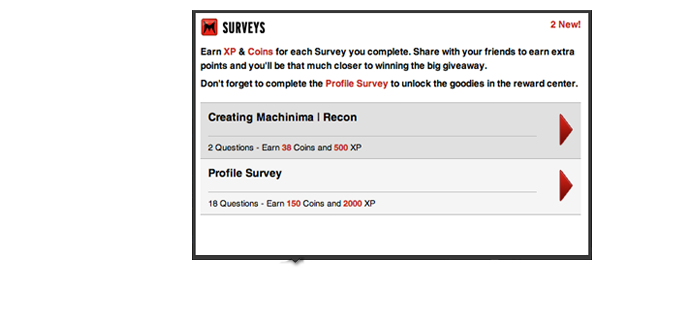 SURVEYS
2 New!
Earn XP & Coins for each Survey you complete. Share with your friends to earn extra
points and you'll be that much closer to winning the big giveaway.
Don't forget to complete the Profile Survey to unlock the goodies in the reward center.
Creating Machinima | Recon
2 Questions - Earn 38 Coins and 500 XP
Profile Survey
18 Questions - Earn 150 Coins and 2000 XP